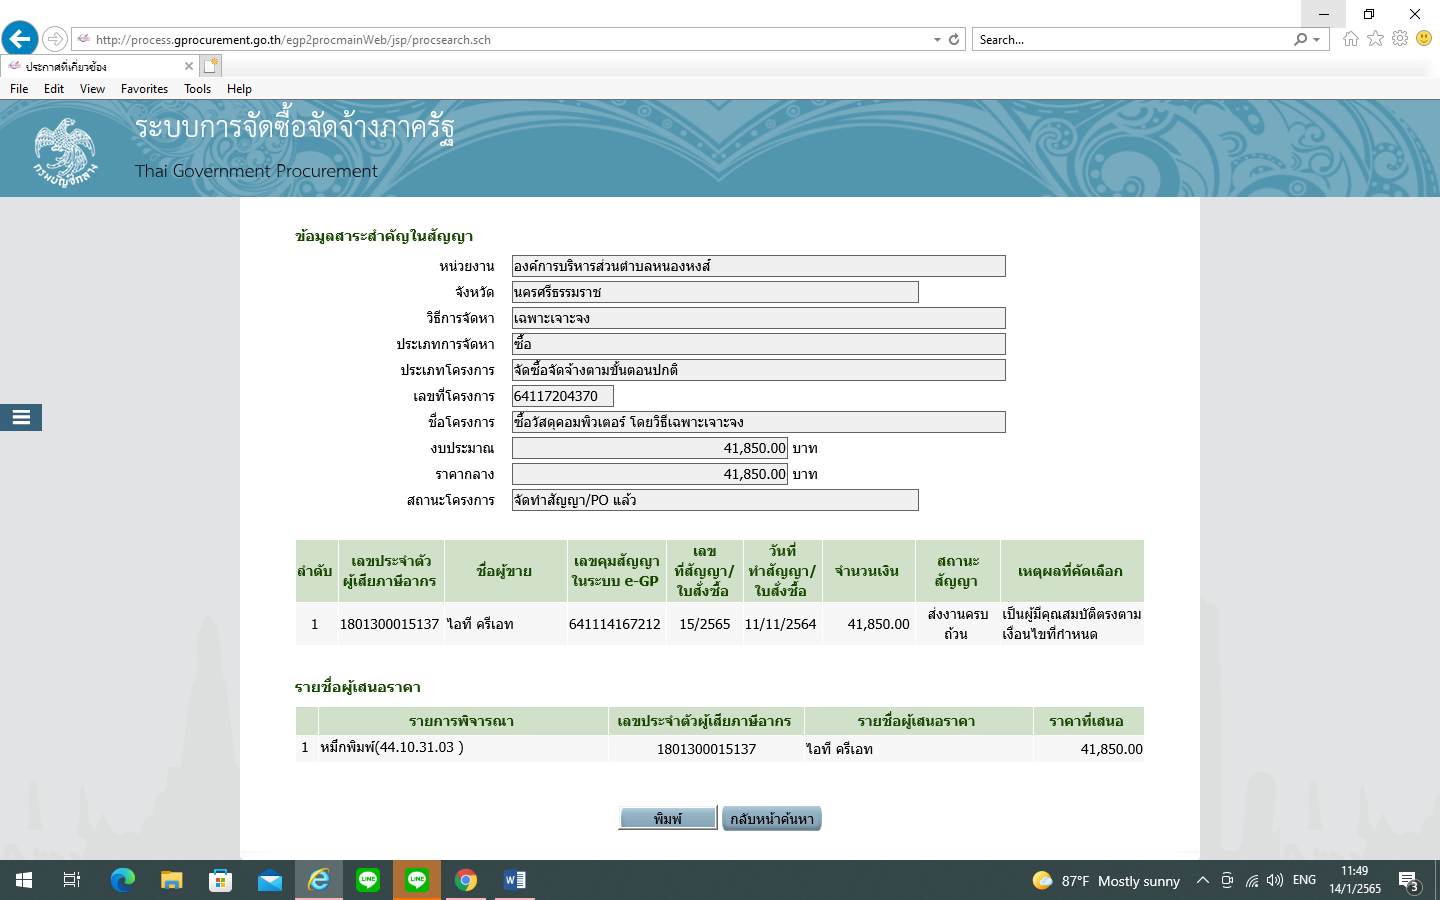 http://process.gprocurement.go.th/egp2procmainWeb/jsp/procsearch.sch
Search...
ประกาศที่เกี่ยวข้อง
File Edit View Favorites Tools Help
ระบบการจัดซื้อจัดจ้างภาครัฐ
Thai Government Procurement
กรมบัญชีกลาง
ข้อมูลสาระสำคัญในสัญญา
หน่วยงาน องค์การบริหารส่วนตำบลหนองหงส์
จังหวัด นครศรีธรรมราช
วิธีการจัดหา เฉพาะเจาะจง
ประเภทการจัดหา ซื้อ
ประเภทโครงการ จัดซื้อจัดจ้างตามขั้นตอนปกติ
เลขที่โครงการ 64117204370
ชื่อโครงการ ซื้อวัสดุคอมพิวเตอร์ โดยวิธีเฉพาะเจาะจง
งบประมาณ 41,850.00 บาท
ราคากลาง 41,850.00 บาท
สถานะโครงการ จัดทำสัญญา/PO แล้ว
ลำดับ เลขประจำตัว ผู้เสียภาษีอากร ชื่อผู้ขาย เลขคุมสัญญา ในระบบ e-GP เลข ที่สัญญา/ ใบสั่งซื้อ วันที่ ทำสัญญา/ ใบสั่งซื้อ จำนวนเงิน สถานะ สัญญา เหตุผลที่คัดเลือก
1 1801300015137 ไอที ครีเอท 641114167212 15/2565 11/11/2564 41,850.00 ส่งงานครบ ถ้วน เป็นผู้มีคุณสมบัติตรงตาม เงื่อนไขที่กำหนด
รายชื่อผู้เสนอราคา
รายการพิจารณา เลขประจำตัวผู้เสียภาษีอากร รายชื่อผู้เสนอราคา ราคาที่เสนอ
1 หมึกพิมพ์(44.10.31.03 ) 1801300015137 ไอที ครีเอท 41,850.00
พิมพ์ กลับหน้าค้นหา
LINE LINE
87°F Mostly sunny ENG
11:49
14/1/2565
3